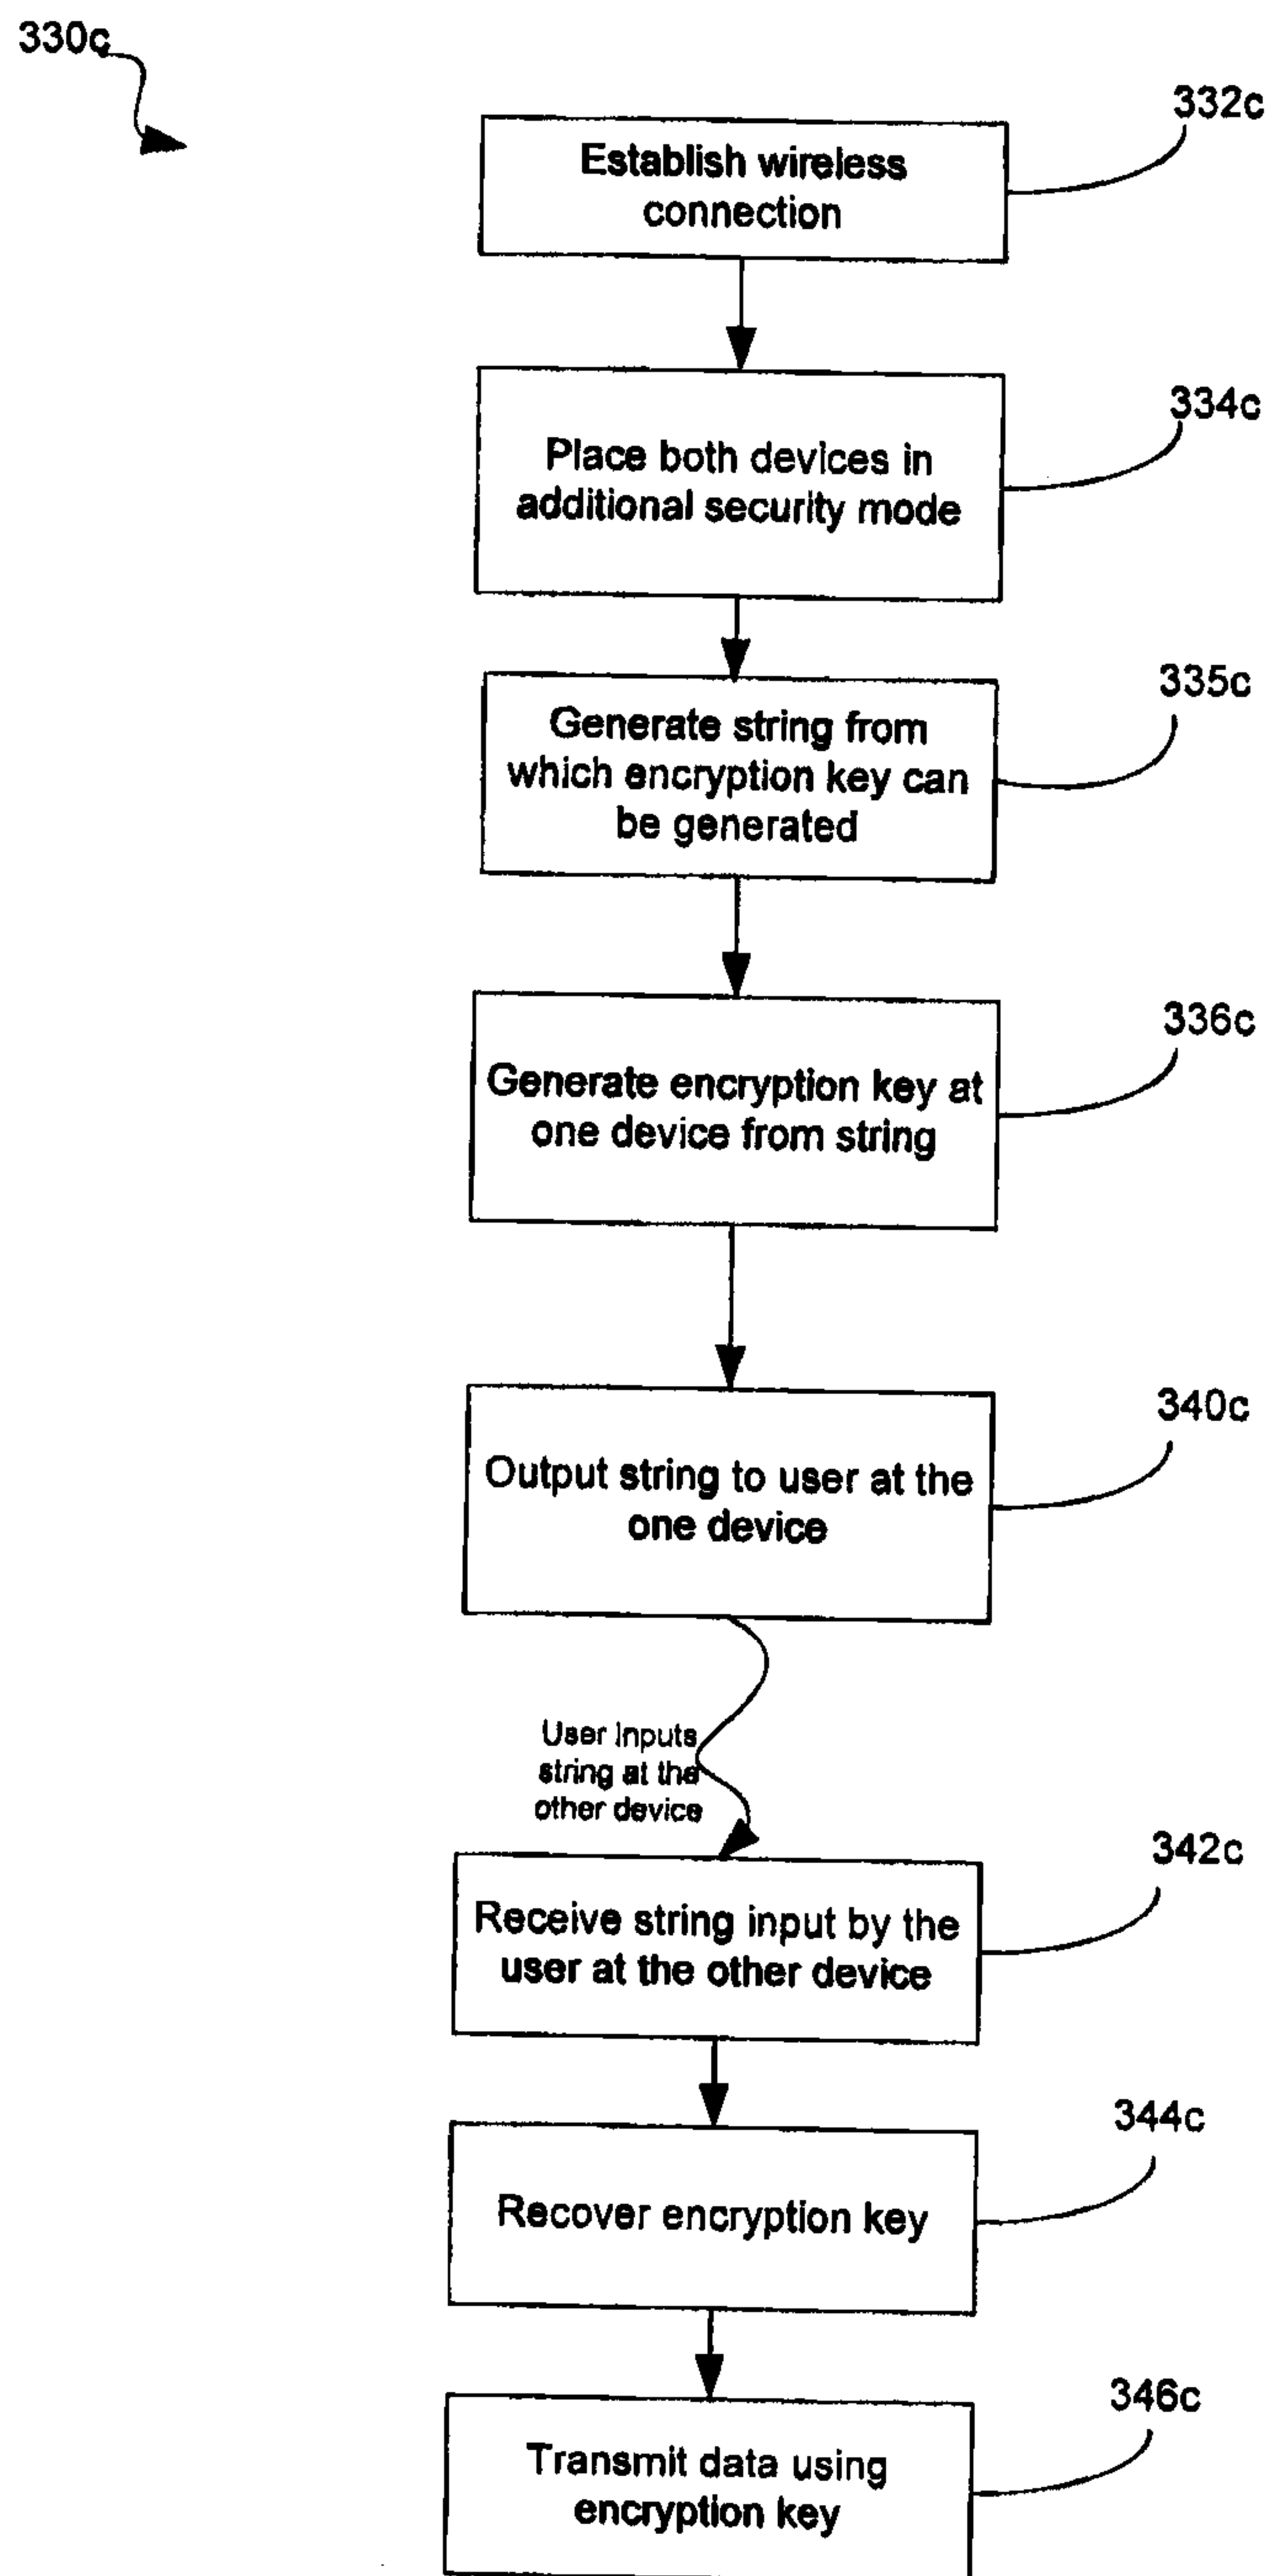 330c
332c
Establish wireless
connection
334c
Place both devices in
additional security mode
335c
Generate string from
which encryption key can
be generated
336c
Generate encryption key at
one device from string
340c
Output string to user at the
one device
User Inputs
string at the
other device
342c
Receive string input by the
user at the other device
344c
Recover encryption key
346c
Transmit data using
encryption key